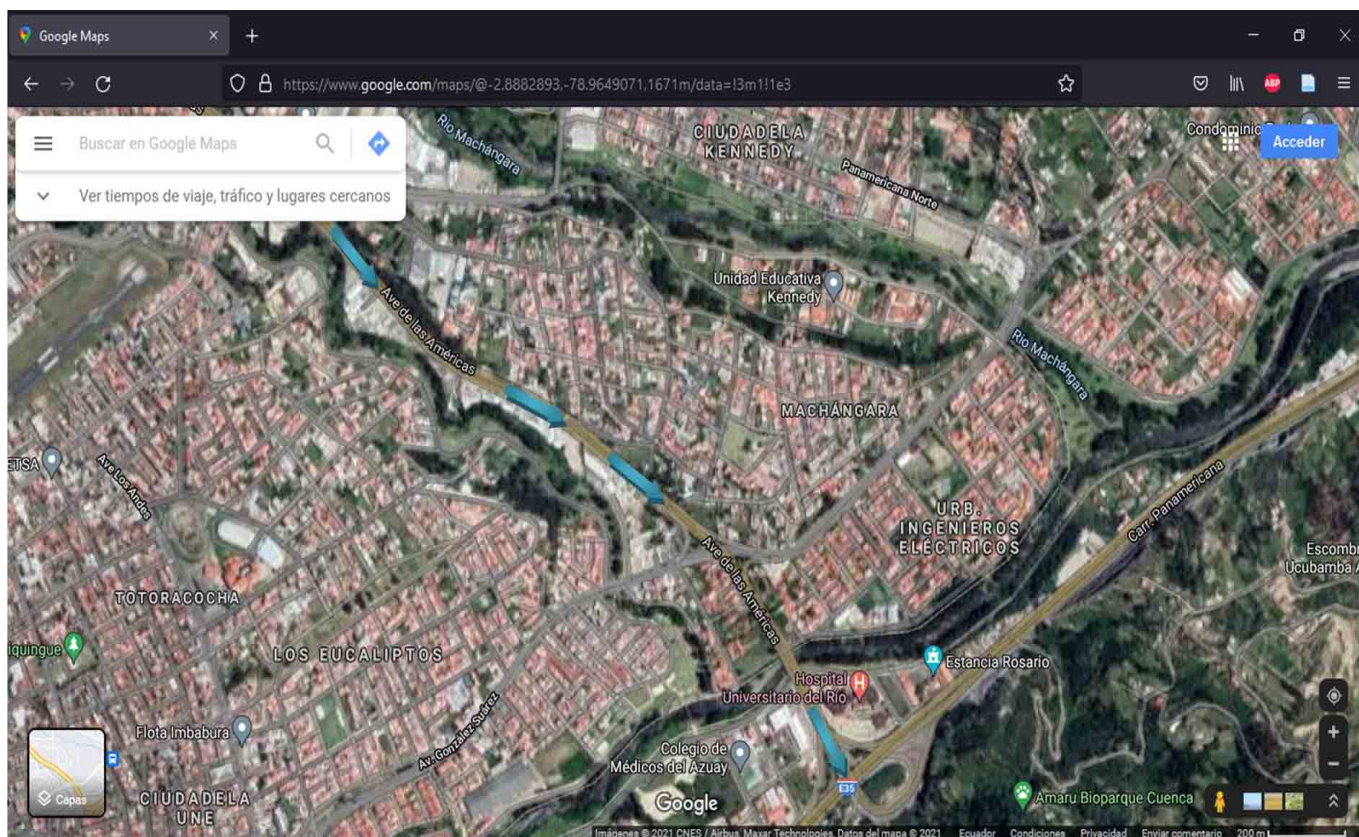 Google Maps
https://www.google.com/maps/@-2.8882893,-78.9649071,1671m/data=!3m1!1e3
ABP
Buscar en Google Maps
Ver tiempos de viaje, tráfico y lugares cercanos
Acceder
Rio Machángara
CIUDADELA
KENNEDY
Panamericana Norte
Condominio
Unidad Educativa
Kennedy
Ave de las Américas
Rio Machángara
MACHÁNGARA
ETSA
Ave Los Andes
URB.
INGENIEROS
ELÉCTRICOS
Carr. Panamericana
Escomb
Ucubamba
Ave de las Américas
TOTORACOCHA
LOS EUCALIPTOS
iquingue
Estancia Rosario
Hospital
Universitario del Río
Flota Imbabura
Av. González Suárez
Colegio de
Médicos del Azuay
E35
Capas
CIUDADELA
UNE
Google
Amaru Bioparque Cuenca
Imágenes © 2021 CNES / Airbus, Maxar Technologies, Datos del mapa © 2021 Ecuador Condiciones Privacidad Enviar comentario 200 m